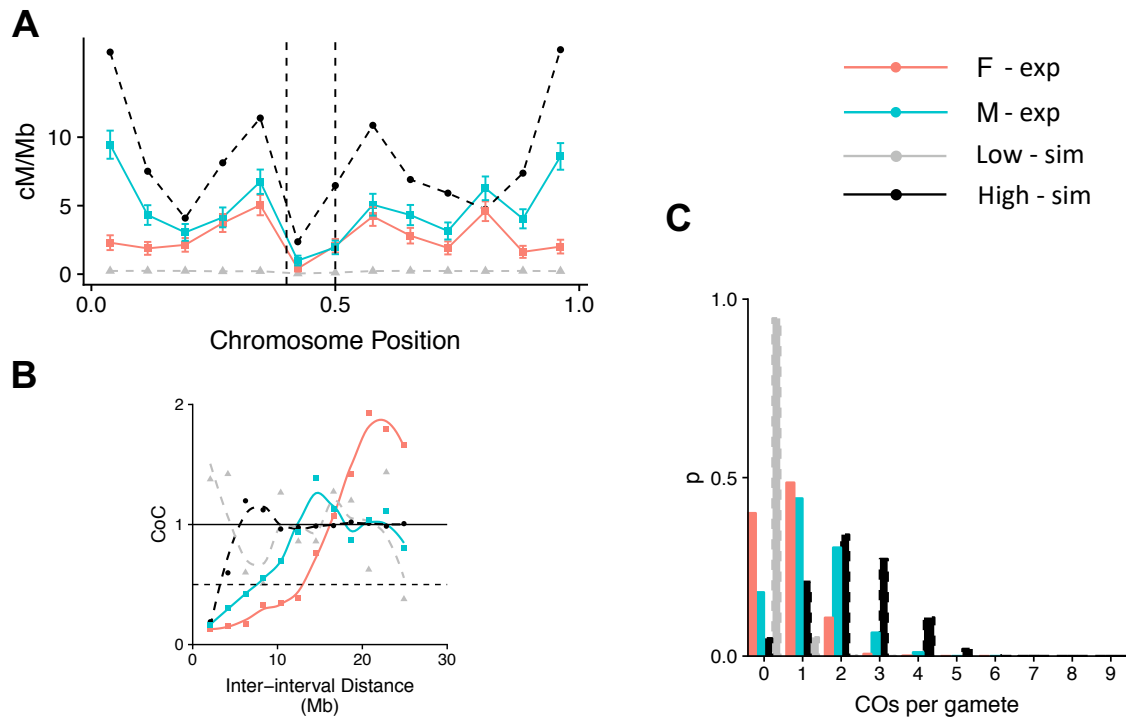 A
cM/Mb
10
5
0
0.0
0.5
1.0
Chromosome Position
F - exp
M - exp
Low - sim
High - sim
B
CoC
2
1
0
0
10
20
30
Inter−interval Distance
(Mb)
C
p
1.0
0.5
0.0
0 1 2 3 4 5 6 7 8 9
COs per gamete